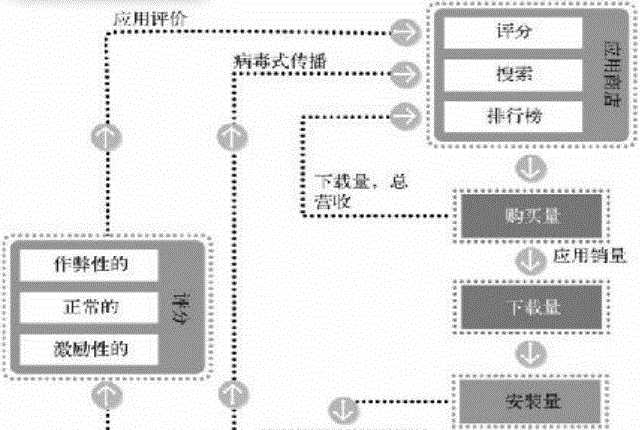 应用评价
评分
病毒式传播
搜索
应用商店
排行榜
下载量，总
营收
购买量
应用销量
作弊性的
下载量
正常的
评分
激励性的
安装量